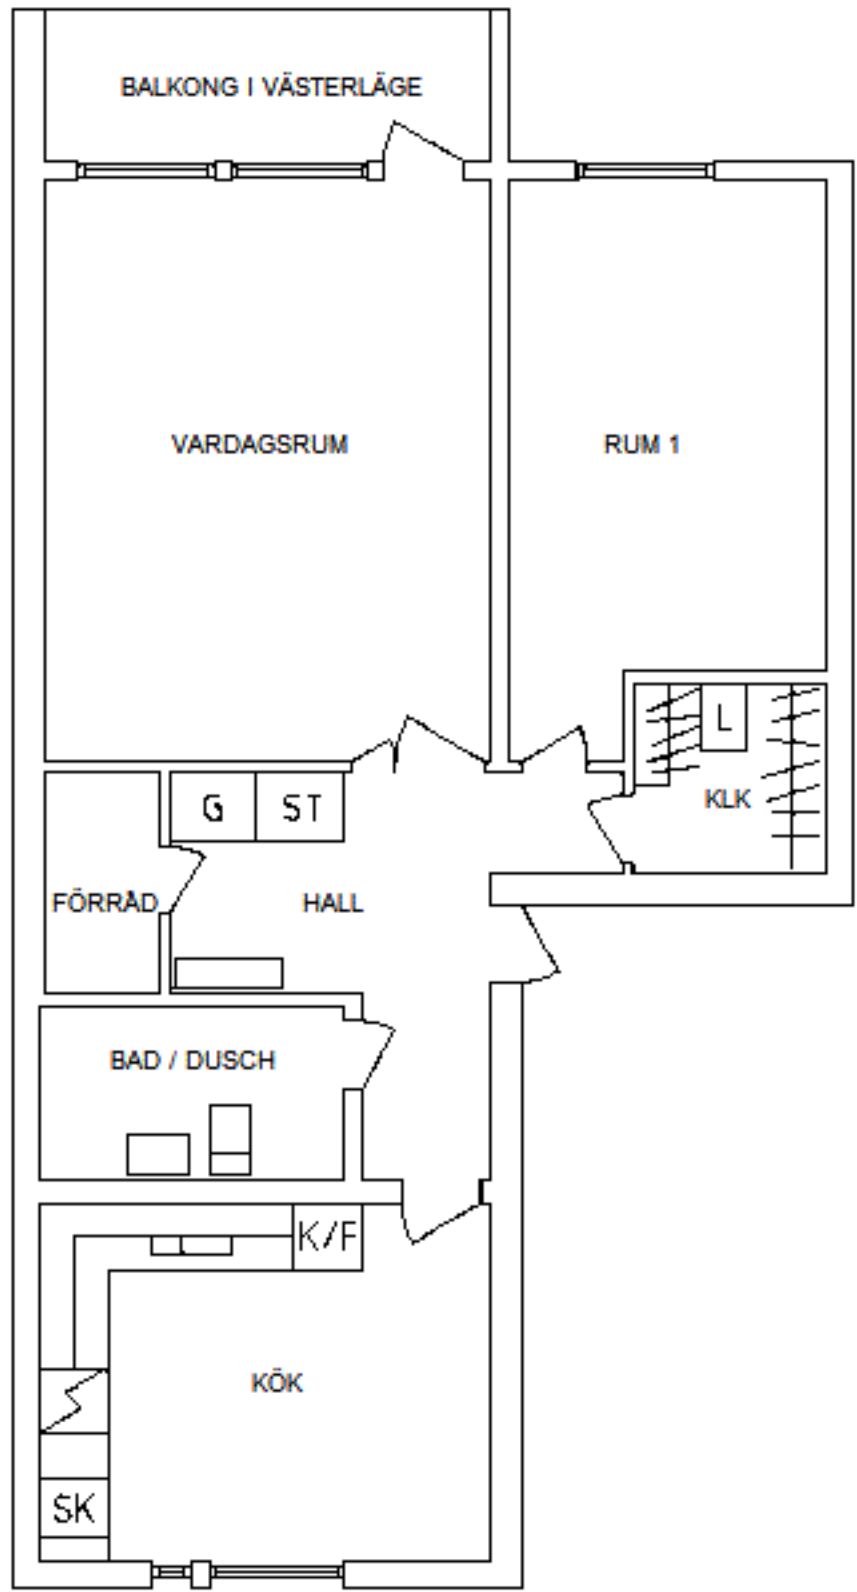 BALKONG I VÄSTERLÄGE
VARDAGSRUM
RUM 1
L
KLK
G
ST
FÖRRÅD
HALL
BAD / DUSCH
K/F
KÖK
SK